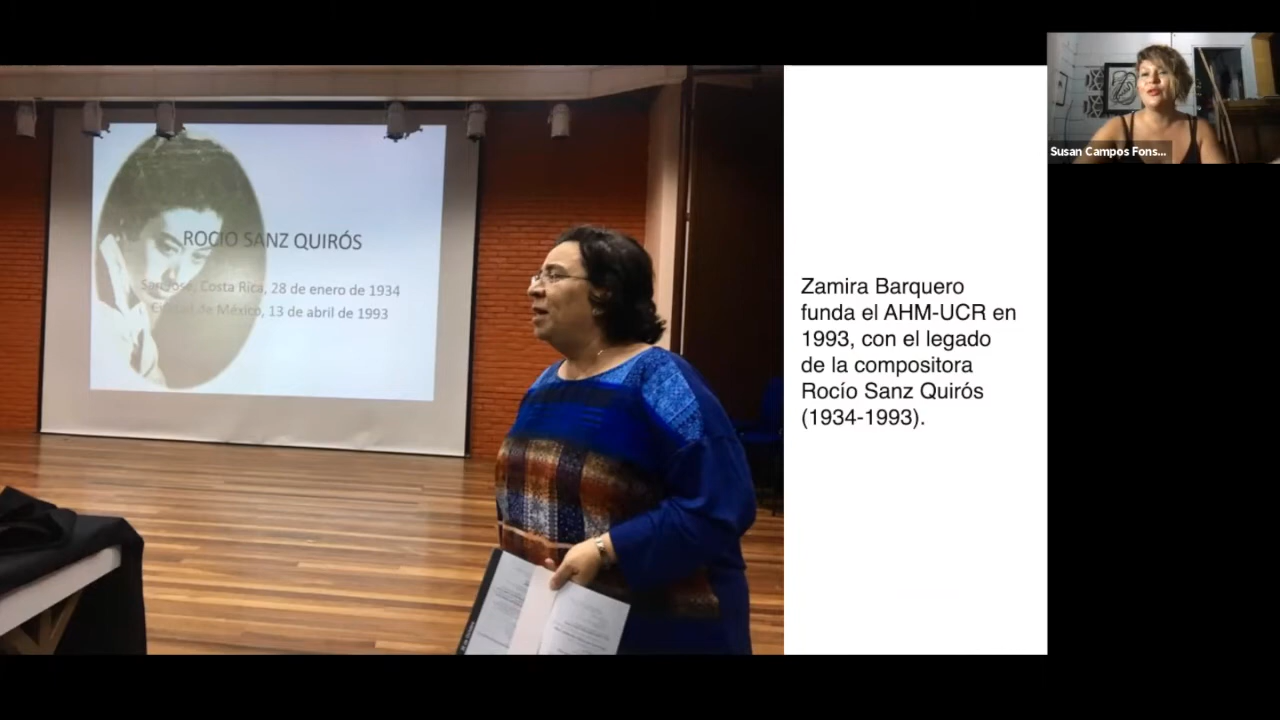 ROCÍO SANZ QUIRÓS
San José, Costa Rica, 28 de enero de 1934
Ciudad de México, 13 de abril de 1993
Zamira Barquero
funda el AHM-UCR en
1993, con el legado
de la compositora
Rocío Sanz Quirós
(1934-1993).
Susan Campos Fons...